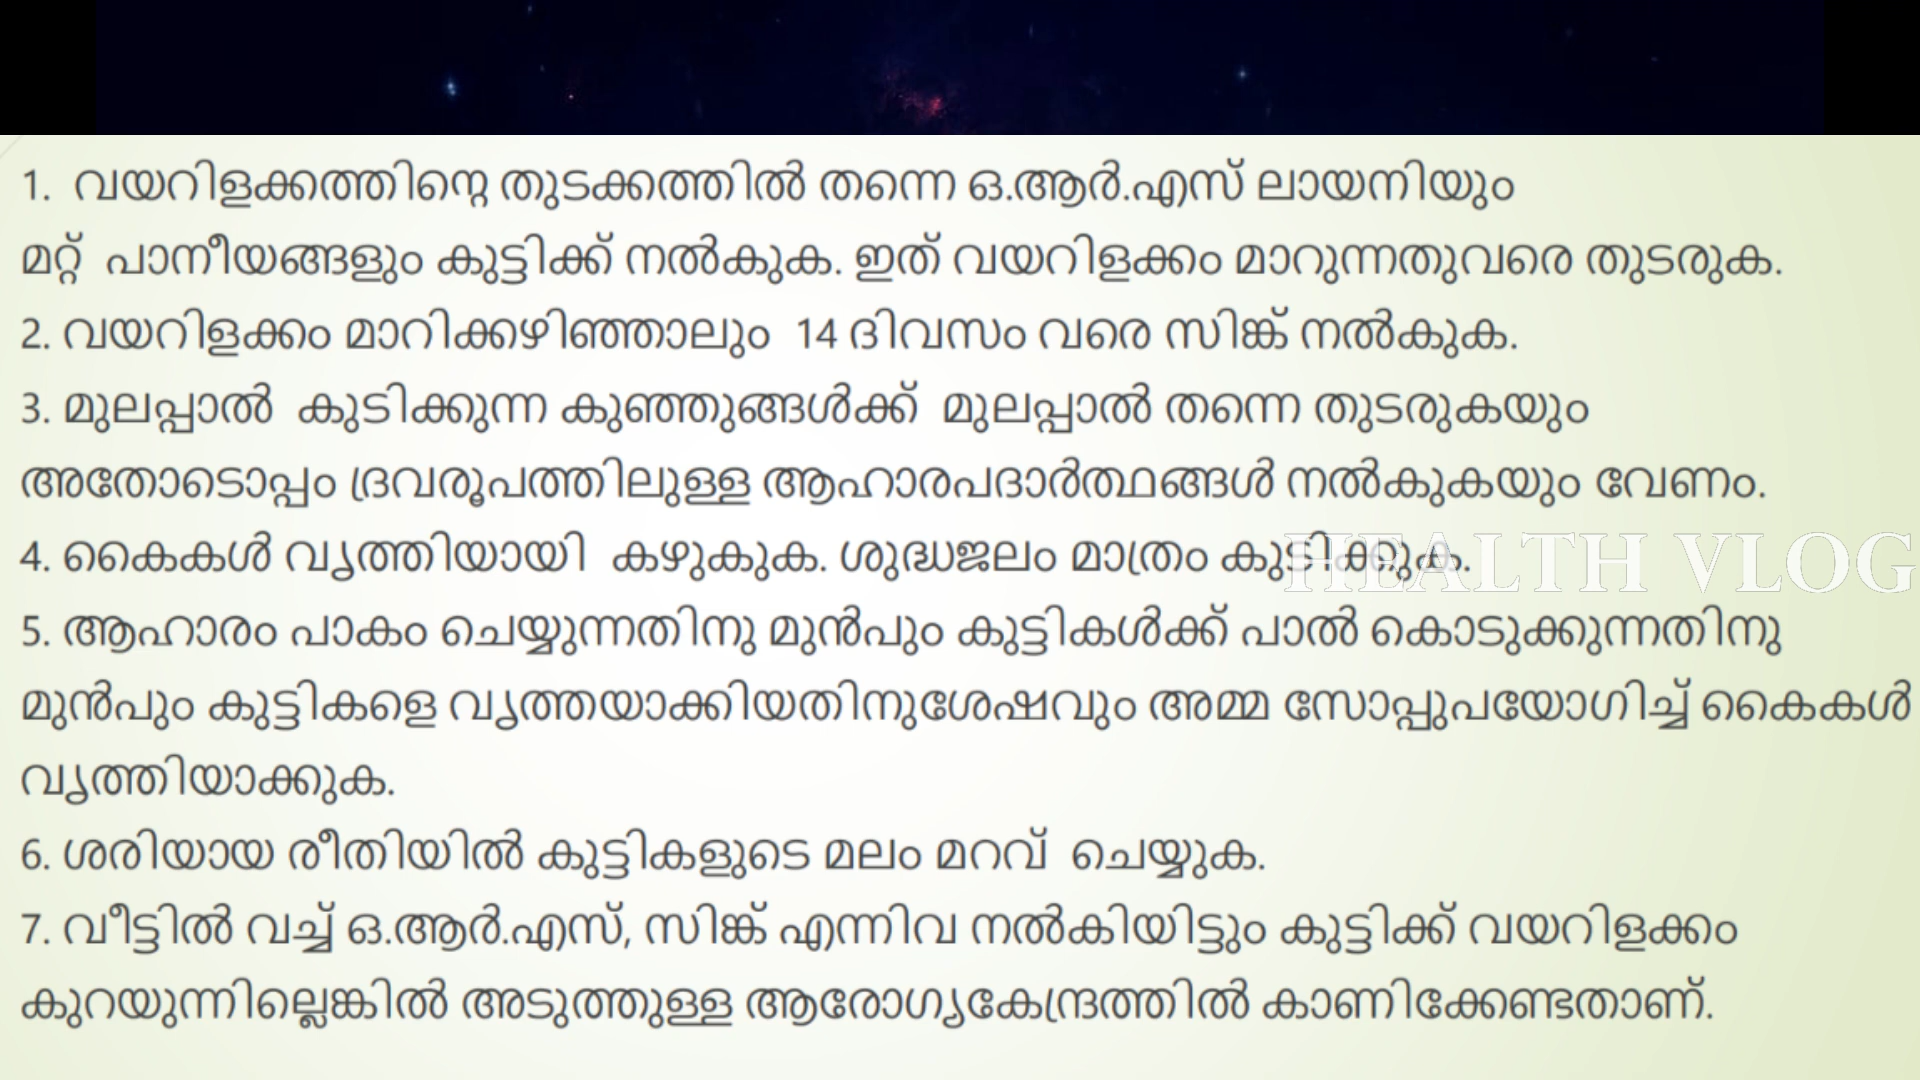 1. വയറിളക്കത്തിന്റെ തുടക്കത്തിൽ തന്നെ ഒ.ആർ.എസ് ലായനിയും
മറ്റ് പാനീയങ്ങളും കുട്ടിക്ക് നൽകുക. ഇത് വയറിളക്കം മാറുന്നതുവരെ തുടരുക.
2. വയറിളക്കം മാറിക്കഴിഞ്ഞാലും 14 ദിവസം വരെ സിങ്ക് നൽകുക.
3. മുലപ്പാൽ കുടിക്കുന്ന കുഞ്ഞുങ്ങൾക്ക് മുലപ്പാൽ തന്നെ തുടരുകയും
അതോടൊപ്പം ദ്രവരൂപത്തിലുള്ള ആഹാരപദാർത്ഥങ്ങൾ നൽകുകയും വേണം.
4. കൈകൾ വൃത്തിയായി കഴുകുക. ശുദ്ധജലം മാത്രം കുടിക്കുക.
HEALTH VLOG
5. ആഹാരം പാകം ചെയ്യുന്നതിനു മുൻപും കുട്ടികൾക്ക് പാൽ കൊടുക്കുന്നതിനു
മുൻപും കുട്ടികളെ വൃത്തയാക്കിയതിനുശേഷവും അമ്മ സോപ്പുപയോഗിച്ച് കൈകൾ
വൃത്തിയാക്കുക.
6. ശരിയായ രീതിയിൽ കുട്ടികളുടെ മലം മറവ് ചെയ്യുക.
7. വീട്ടിൽ വച്ച് ഒ.ആർ.എസ്, സിങ്ക് എന്നിവ നൽകിയിട്ടും കുട്ടിക്ക് വയറിളക്കം
കുറയുന്നില്ലെങ്കിൽ അടുത്തുള്ള ആരോഗ്യകേന്ദ്രത്തിൽ കാണിക്കേണ്ടതാണ്.